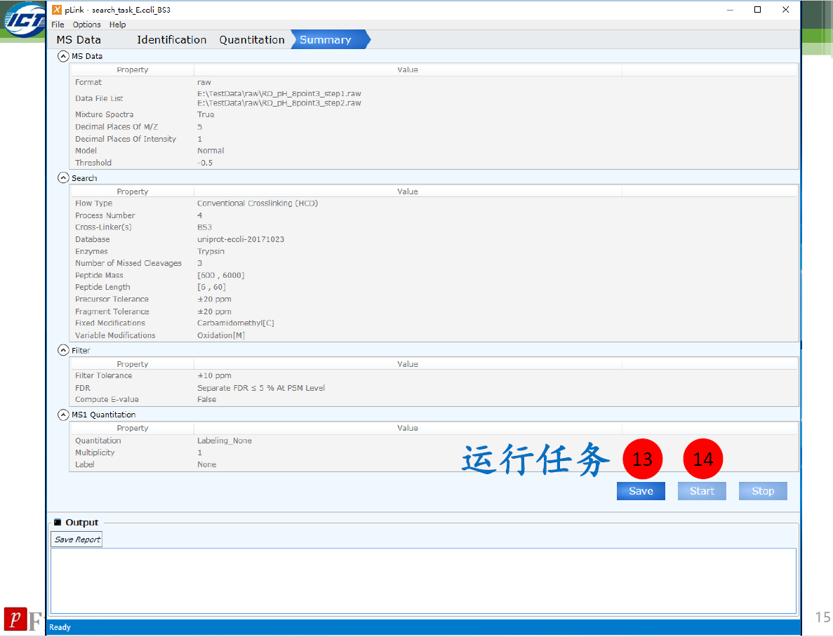 ICT
pLink - search_task_E.coli_BS3
File Options Help
MS Data Identification Quantitation Summary
MS Data
Property Value
Format raw
Data File List E:\TestData\raw\RD_pH_8point3_step1.raw
E:\TestData\raw\RD_pH_8point3_step2.raw
Mixture Spectra True
Decimal Places Of M/Z 5
Decimal Places Of Intensity 1
Model Normal
Threshold -0.5
Search
Property Value
Flow Type Conventional Crosslinking (HCD)
Process Number 4
Cross-Linker(s) BS3
Database uniprot-ecoli-20171023
Enzymes Trypsin
Number of Missed Cleavages 3
Peptide Mass [600 , 6000]
Peptide Length [6 , 60]
Precursor Tolerance ±20 ppm
Fragment Tolerance ±20 ppm
Fixed Modifications Carbamidomethyl[C]
Variable Modifications Oxidation[M]
Filter
Property Value
Filter Tolerance ±10 ppm
FDR Separate FDR ≤ 5 % At PSM Level
Compute E-value False
MS1 Quantitation
Property Value
Quantitation Labeling_None
Multiplicity 1
Label None
运行任务 13 14
Save Start Stop
Output
Save Report
p F
15
Ready